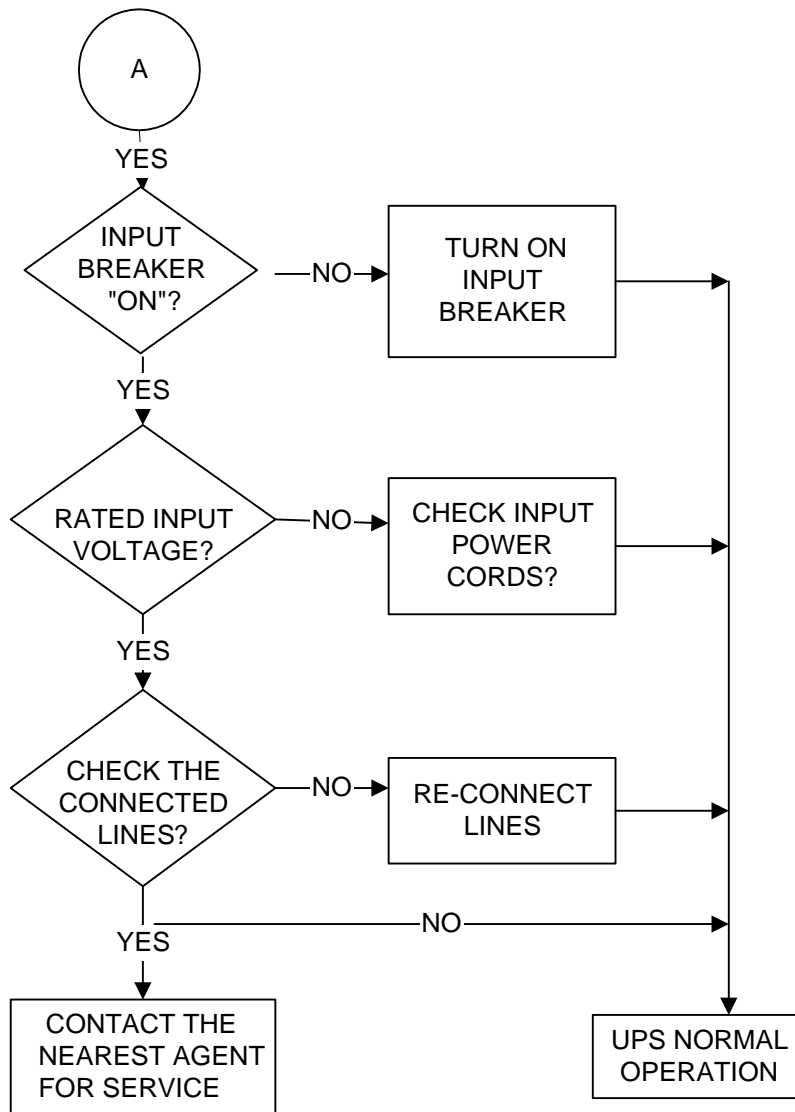 A
YES
INPUT
BREAKER
"ON"?
NO
TURN ON
INPUT
BREAKER
YES
RATED INPUT
VOLTAGE?
NO
CHECK INPUT
POWER
CORDS?
YES
CHECK THE
CONNECTED
LINES?
NO
RE-CONNECT
LINES
NO
YES
CONTACT THE
NEAREST AGENT
FOR SERVICE
UPS NORMAL
OPERATION